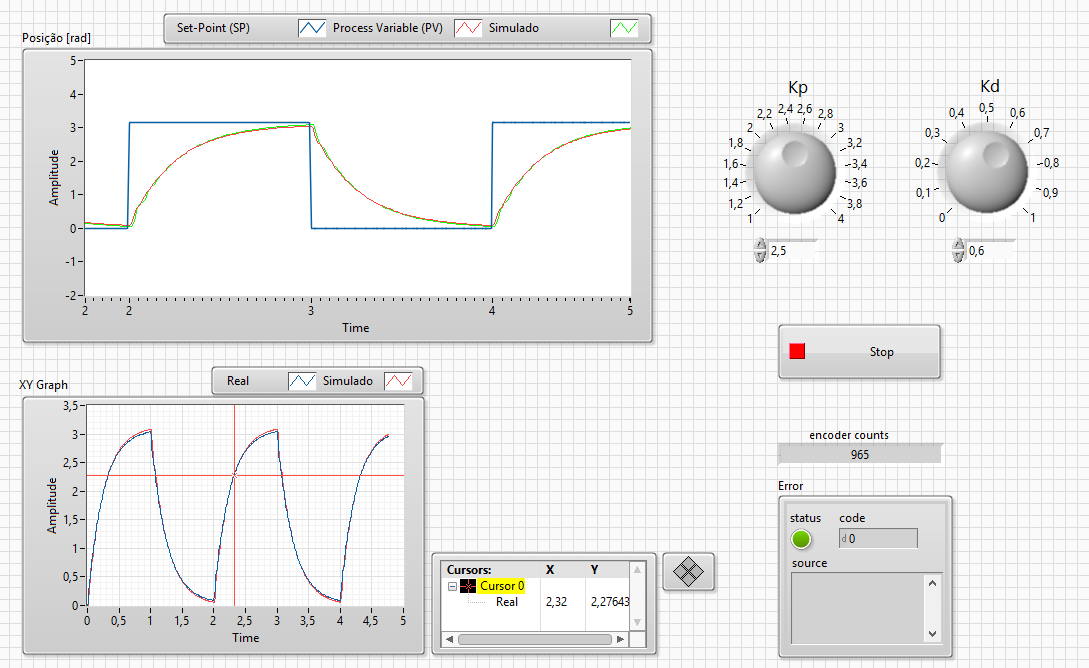 Set-Point (SP) Process Variable (PV) Simulado
Posição [rad]
5
4
3
2
1
0
-1
-2
Amplitude
2 2 3 4 5
Time
Kp
1 1,2 1,4 1,6 1,8 2 2,2 2,4 2,6 2,8 3 3,2 3,4 3,6 3,8 4
2,5
Kd
0 0,1 0,2 0,3 0,4 0,5 0,6 0,7 0,8 0,9 1
0,6
Stop
XY Graph
Real Simulado
3,5
3
2,5
2
1,5
1
0,5
0
Amplitude
0 0,5 1 1,5 2 2,5 3 3,5 4 4,5 5
Time
Cursors: X Y
Cursor 0
Real 2,32 2,27643
encoder counts
965
Error
status code
d 0
source